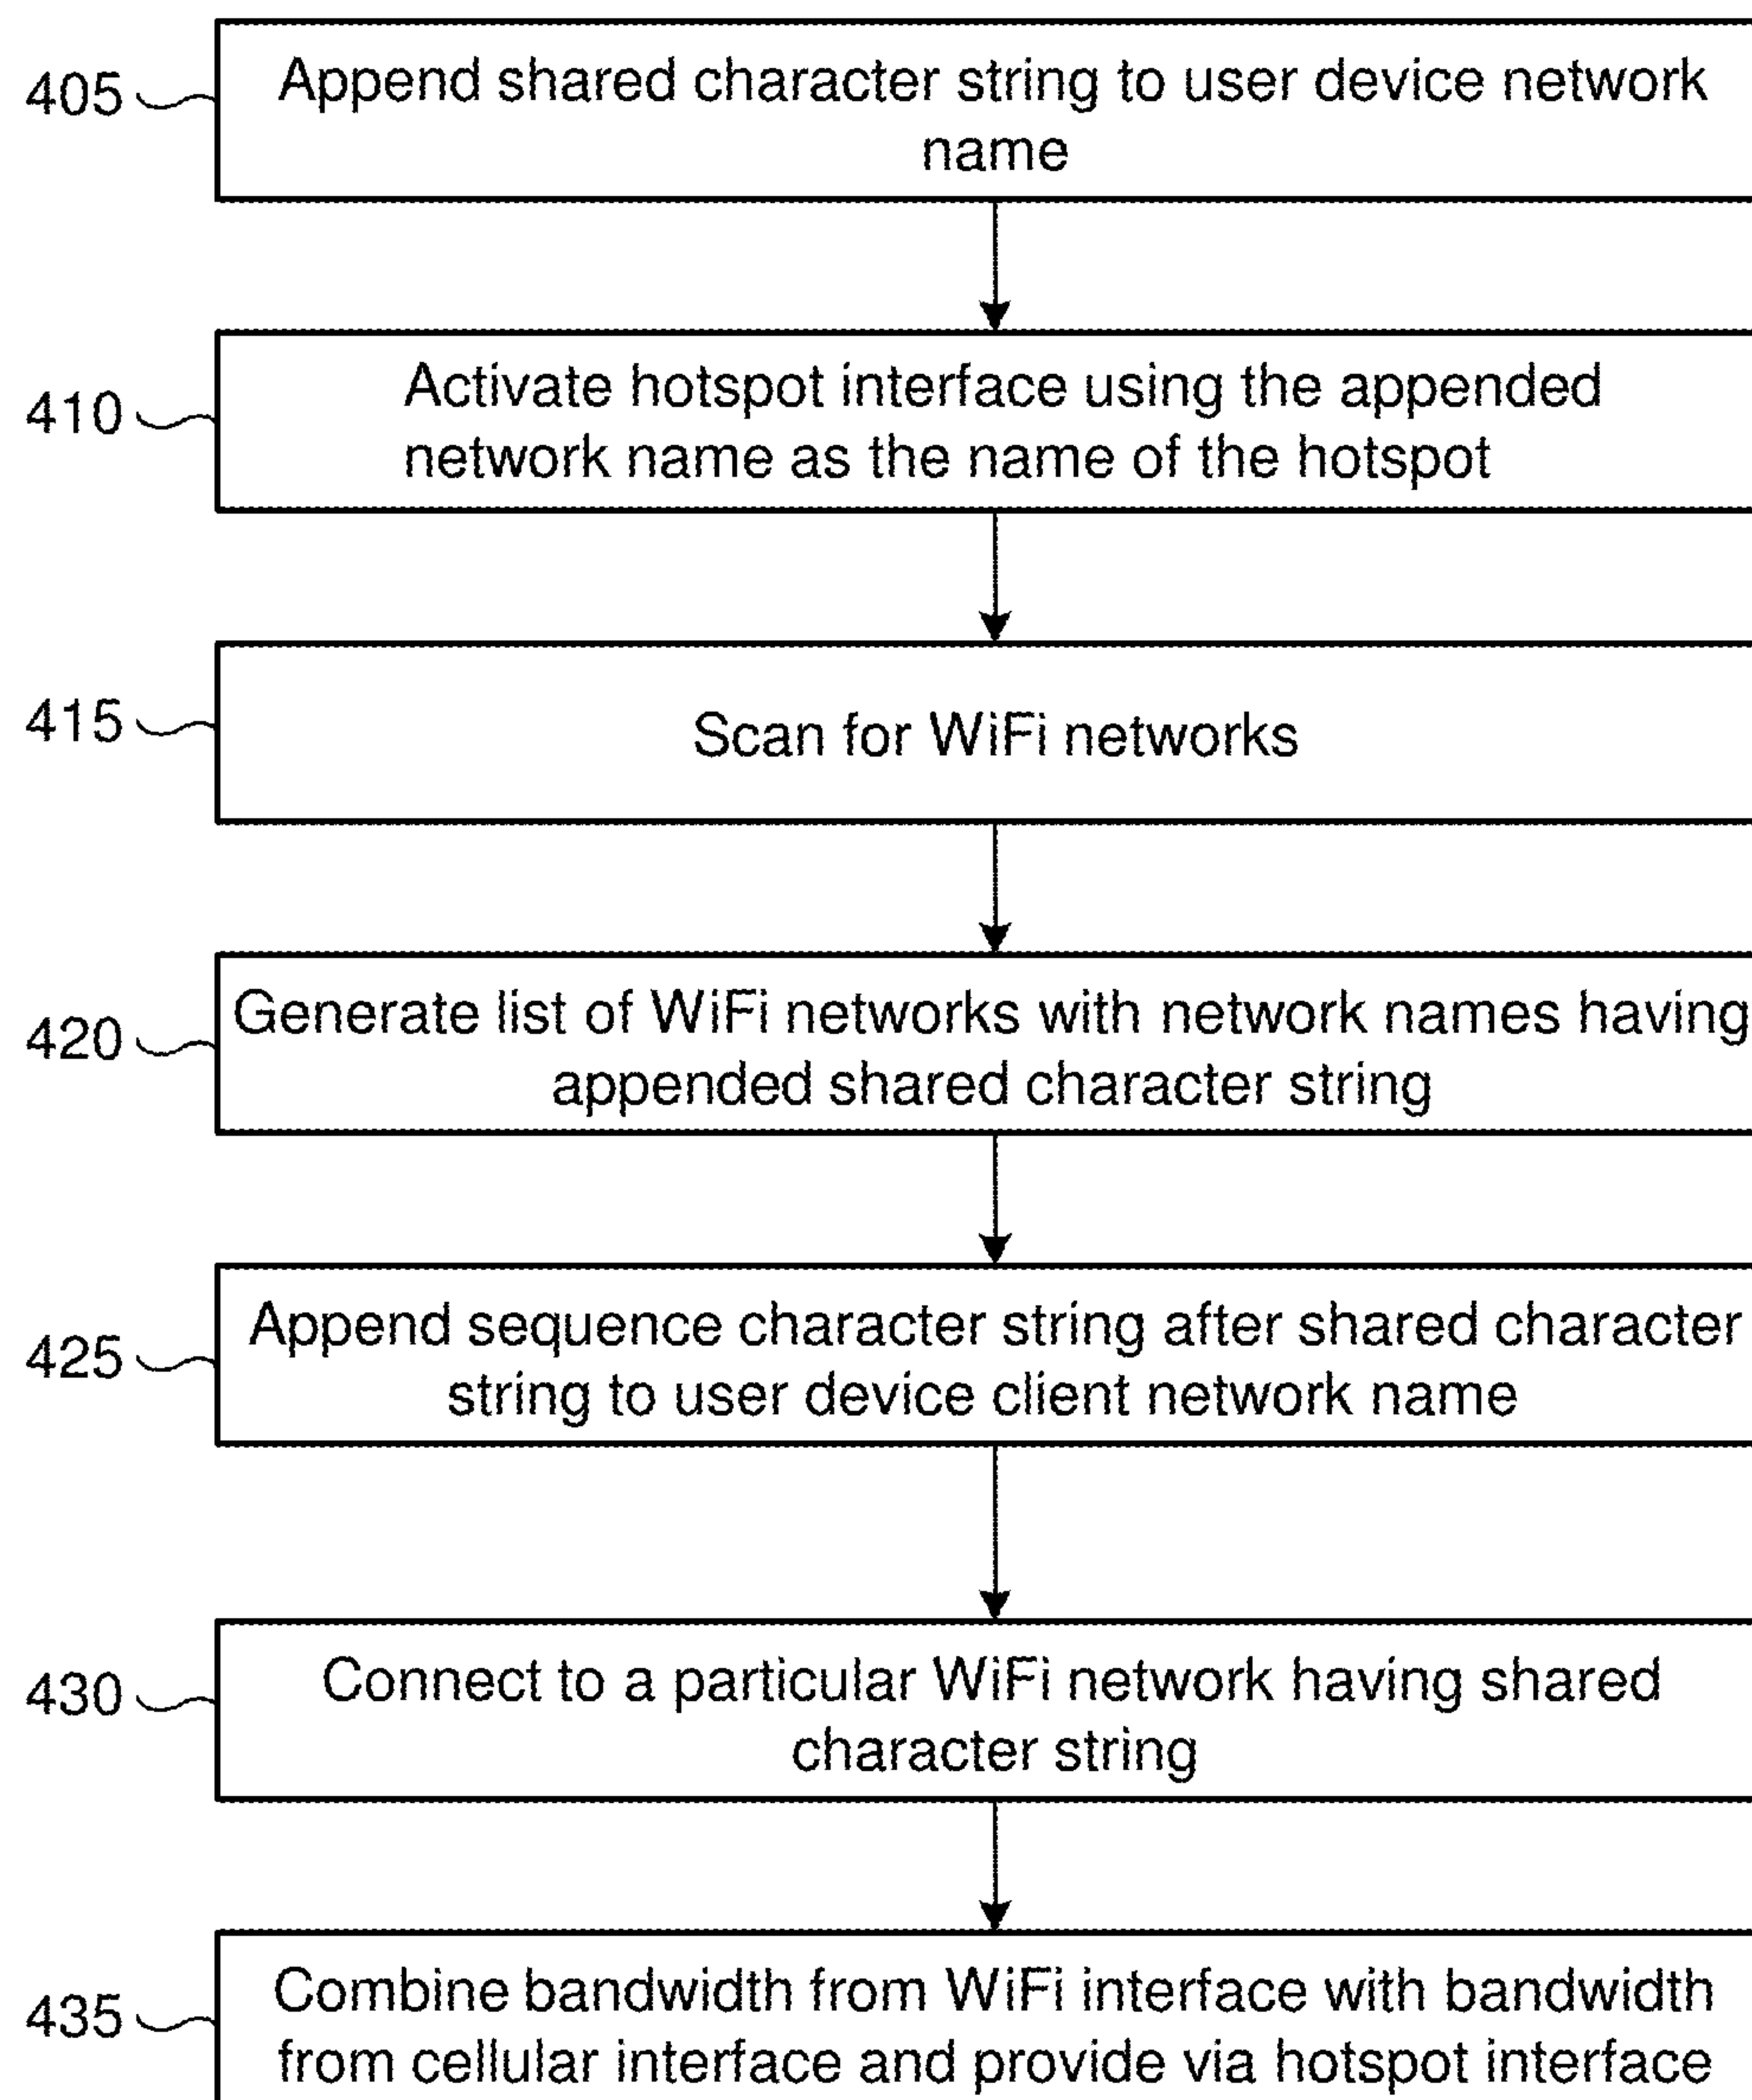 405
Append shared character string to user device network
name
410
Activate hotspot interface using the appended
network name as the name of the hotspot
415
Scan for WiFi networks
420
Generate list of WiFi networks with network names having
appended shared character string
425
Append sequence character string after shared character
string to user device client network name
430
Connect to a particular WiFi network having shared
character string
435
Combine bandwidth from WiFi interface with bandwidth
from cellular interface and provide via hotspot interface